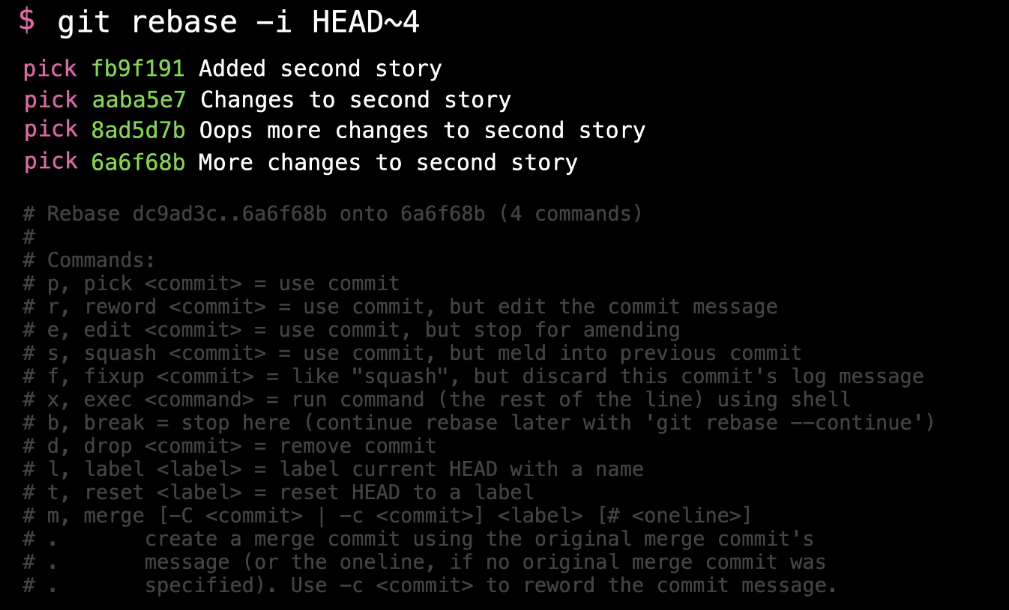 $ git rebase -i HEAD~4
pick fb9f191 Added second story
pick aaba5e7 Changes to second story
pick 8ad5d7b Oops more changes to second story
pick 6a6f68b More changes to second story
# Rebase dc9ad3c..6a6f68b onto 6a6f68b (4 commands)
#
# Commands:
# p, pick <commit> = use commit
# r, reword <commit> = use commit, but edit the commit message
# e, edit <commit> = use commit, but stop for amending
# s, squash <commit> = use commit, but meld into previous commit
# f, fixup <commit> = like "squash", but discard this commit's log message
# x, exec <command> = run command (the rest of the line) using shell
# b, break = stop here (continue rebase later with 'git rebase --continue')
# d, drop <commit> = remove commit
# l, label <label> = label current HEAD with a name
# t, reset <label> = reset HEAD to a label
# m, merge [-C <commit> | -c <commit>] <label> [# <oneline>]
# .       create a merge commit using the original merge commit's
# .       message (or the oneline, if no original merge commit was
# .       specified). Use -c <commit> to reword the commit message.